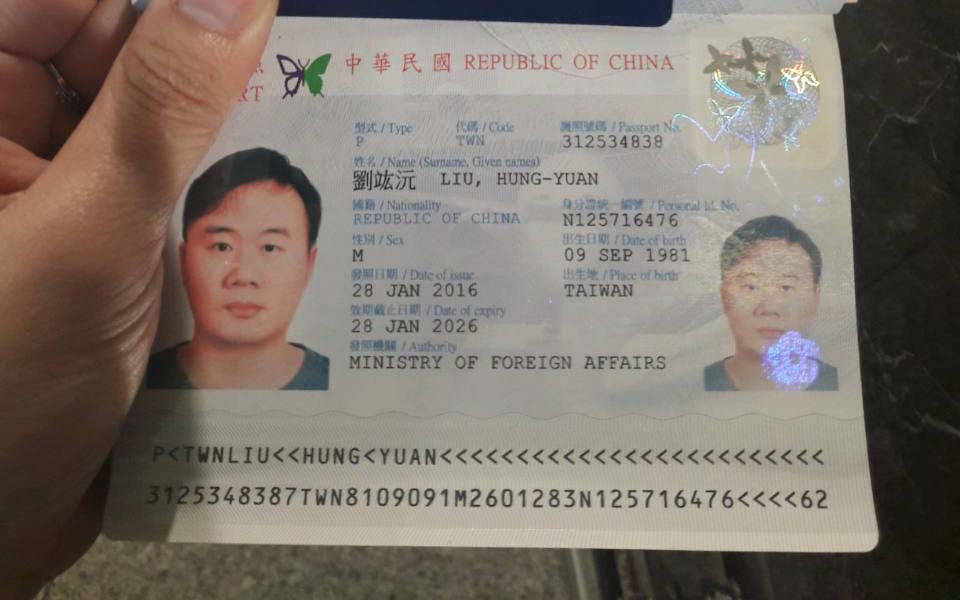 照 中華民國 REPUBLIC OF CHINA
RT
型式 / Type 代碼 / Code 護照號碼 / Passport No.
P TWN 312534838
姓名 / Name (Surname, Given names)
劉竑沅 LIU, HUNG-YUAN
國籍 / Nationality 身分證統一編號 / Personal Id. No.
REPUBLIC OF CHINA N125716476
性別 / Sex 出生日期 / Date of birth
M 09 SEP 1981
發照日期 / Date of issue 出生地 / Place of birth
28 JAN 2016 TAIWAN
效期截止日期 / Date of expiry
28 JAN 2026
發照機關 / Authority
MINISTRY OF FOREIGN AFFAIRS
P<TWNLIU<<HUNG<YUAN<<<<<<<<<<<<<<<<<<<<<<<<<
3125348387TWN8109091M2601283N125716476<<<<62